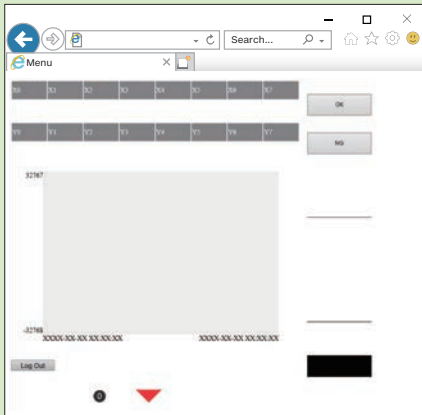 Search...
Menu
X0 X1 X2 X3 X4 X5 X6 X7
OK
Y0 Y1 Y2 Y3 Y4 Y5 Y6 Y7
NG
32767
-32768
XXXX-XX-XX XX:XX:XX XXXX-XX-XX XX:XX:XX
Log Out
0